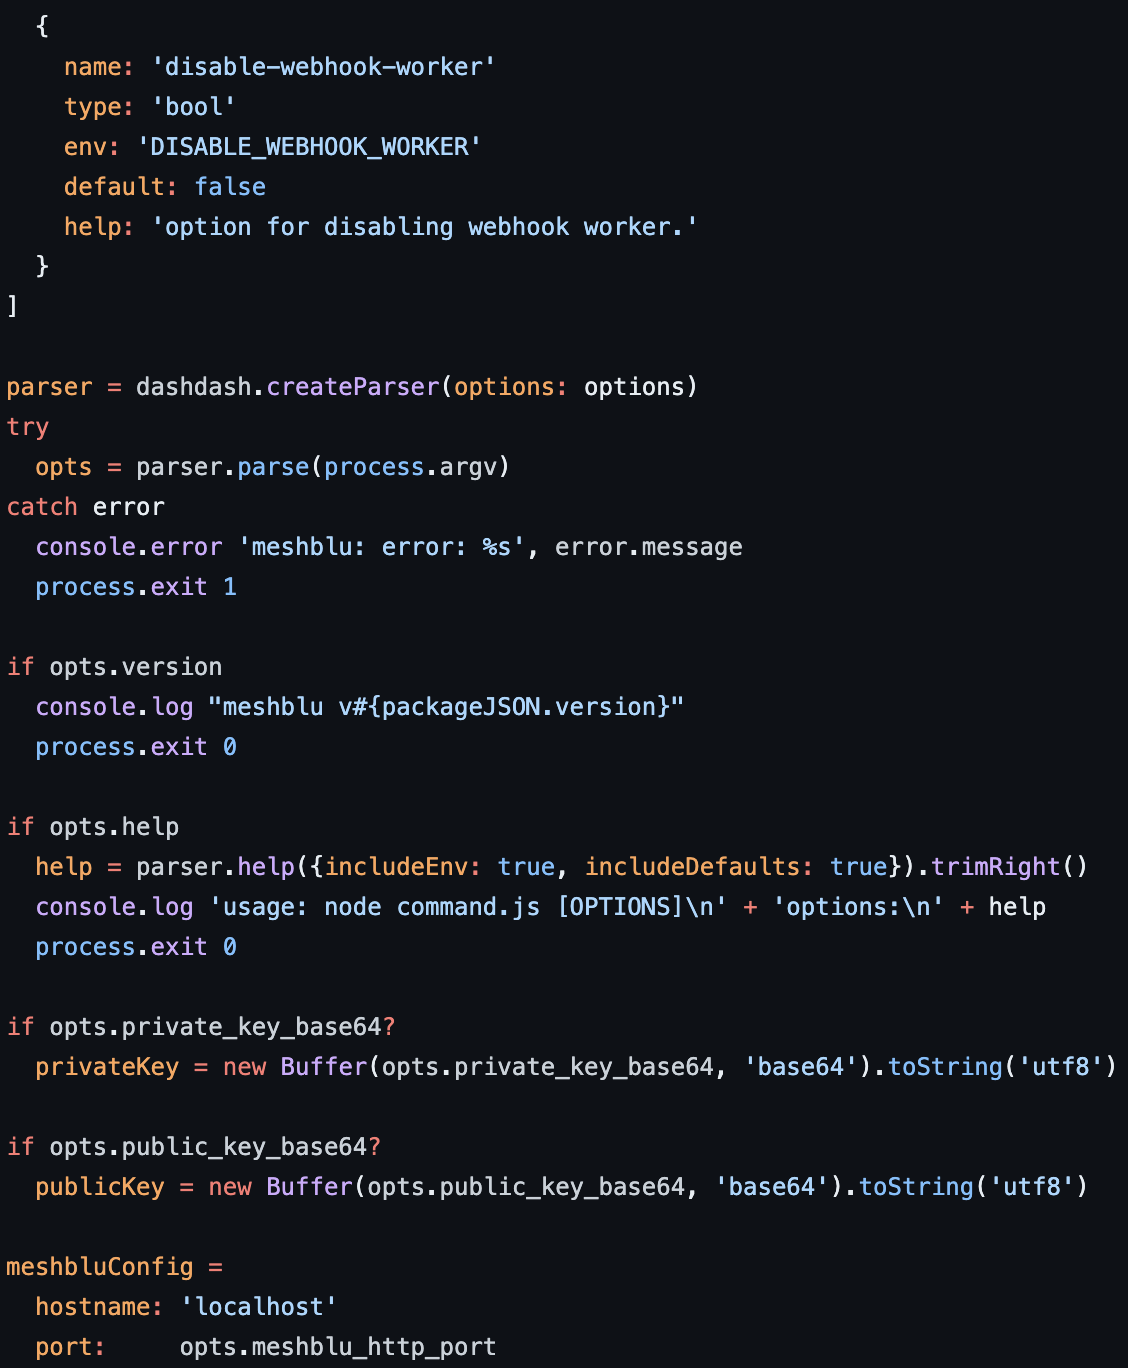 {
    name: 'disable-webhook-worker'
    type: 'bool'
    env: 'DISABLE_WEBHOOK_WORKER'
    default: false
    help: 'option for disabling webhook worker.'
  }
]

parser = dashdash.createParser(options: options)
try
  opts = parser.parse(process.argv)
catch error
  console.error 'meshblu: error: %s', error.message
  process.exit 1

if opts.version
  console.log "meshblu v#{packageJSON.version}"
  process.exit 0

if opts.help
  help = parser.help({includeEnv: true, includeDefaults: true}).trimRight()
  console.log 'usage: node command.js [OPTIONS]\n' + 'options:\n' + help
  process.exit 0

if opts.private_key_base64?
  privateKey = new Buffer(opts.private_key_base64, 'base64').toString('utf8')

if opts.public_key_base64?
  publicKey = new Buffer(opts.public_key_base64, 'base64').toString('utf8')

meshbluConfig =
  hostname: 'localhost'
  port:     opts.meshblu_http_port